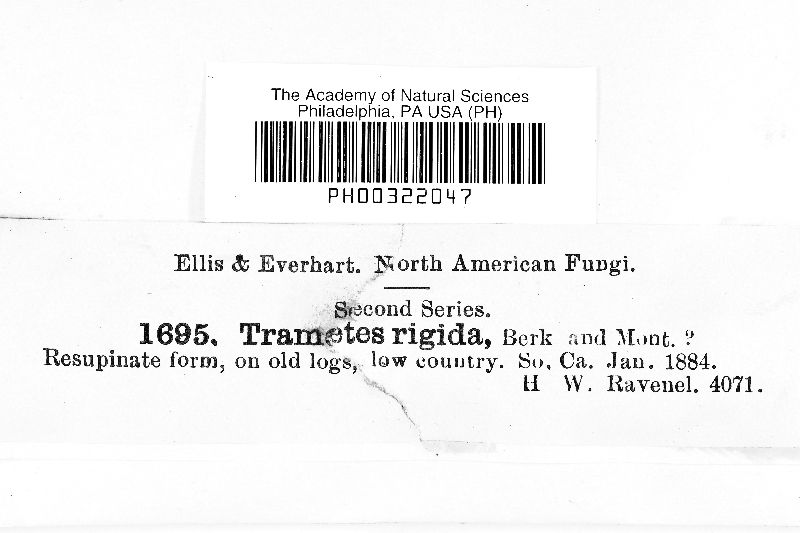 The Academy of Natural Sciences
Philadelphia, PA USA (PH)
PH00322047
Ellis & Everhart. North American Fungi.
Second Series.
1695. Trametes rigida, Berk and Mont. ?
Resupinate form, on old logs, low country. So. Ca. Jan. 1884.
H W. Ravenel. 4071.